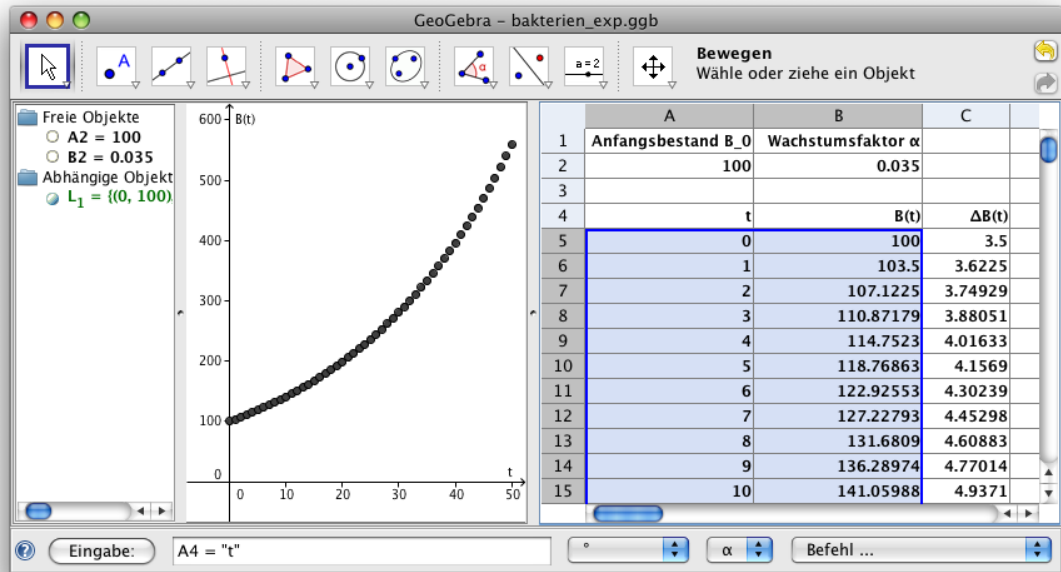 GeoGebra – bakterien_exp.ggb
A
α
a = 2
Bewegen
Wähle oder ziehe ein Objekt
Freie Objekte
A2 = 100
B2 = 0.035
Abhängige Objekt
L1 = {(0, 100)
B(t)
600
500
400
300
200
100
0
0 10 20 30 40 50
t
A B C
1 Anfangsbestand B_0 Wachstumsfaktor α
2 100 0.035
3
4 t B(t) ΔB(t)
5 0 100 3.5
6 1 103.5 3.6225
7 2 107.1225 3.74929
8 3 110.87179 3.88051
9 4 114.7523 4.01633
10 5 118.76863 4.1569
11 6 122.92553 4.30239
12 7 127.22793 4.45298
13 8 131.6809 4.60883
14 9 136.28974 4.77014
15 10 141.05988 4.9371
? Eingabe: A4 = "t" ° α Befehl ...